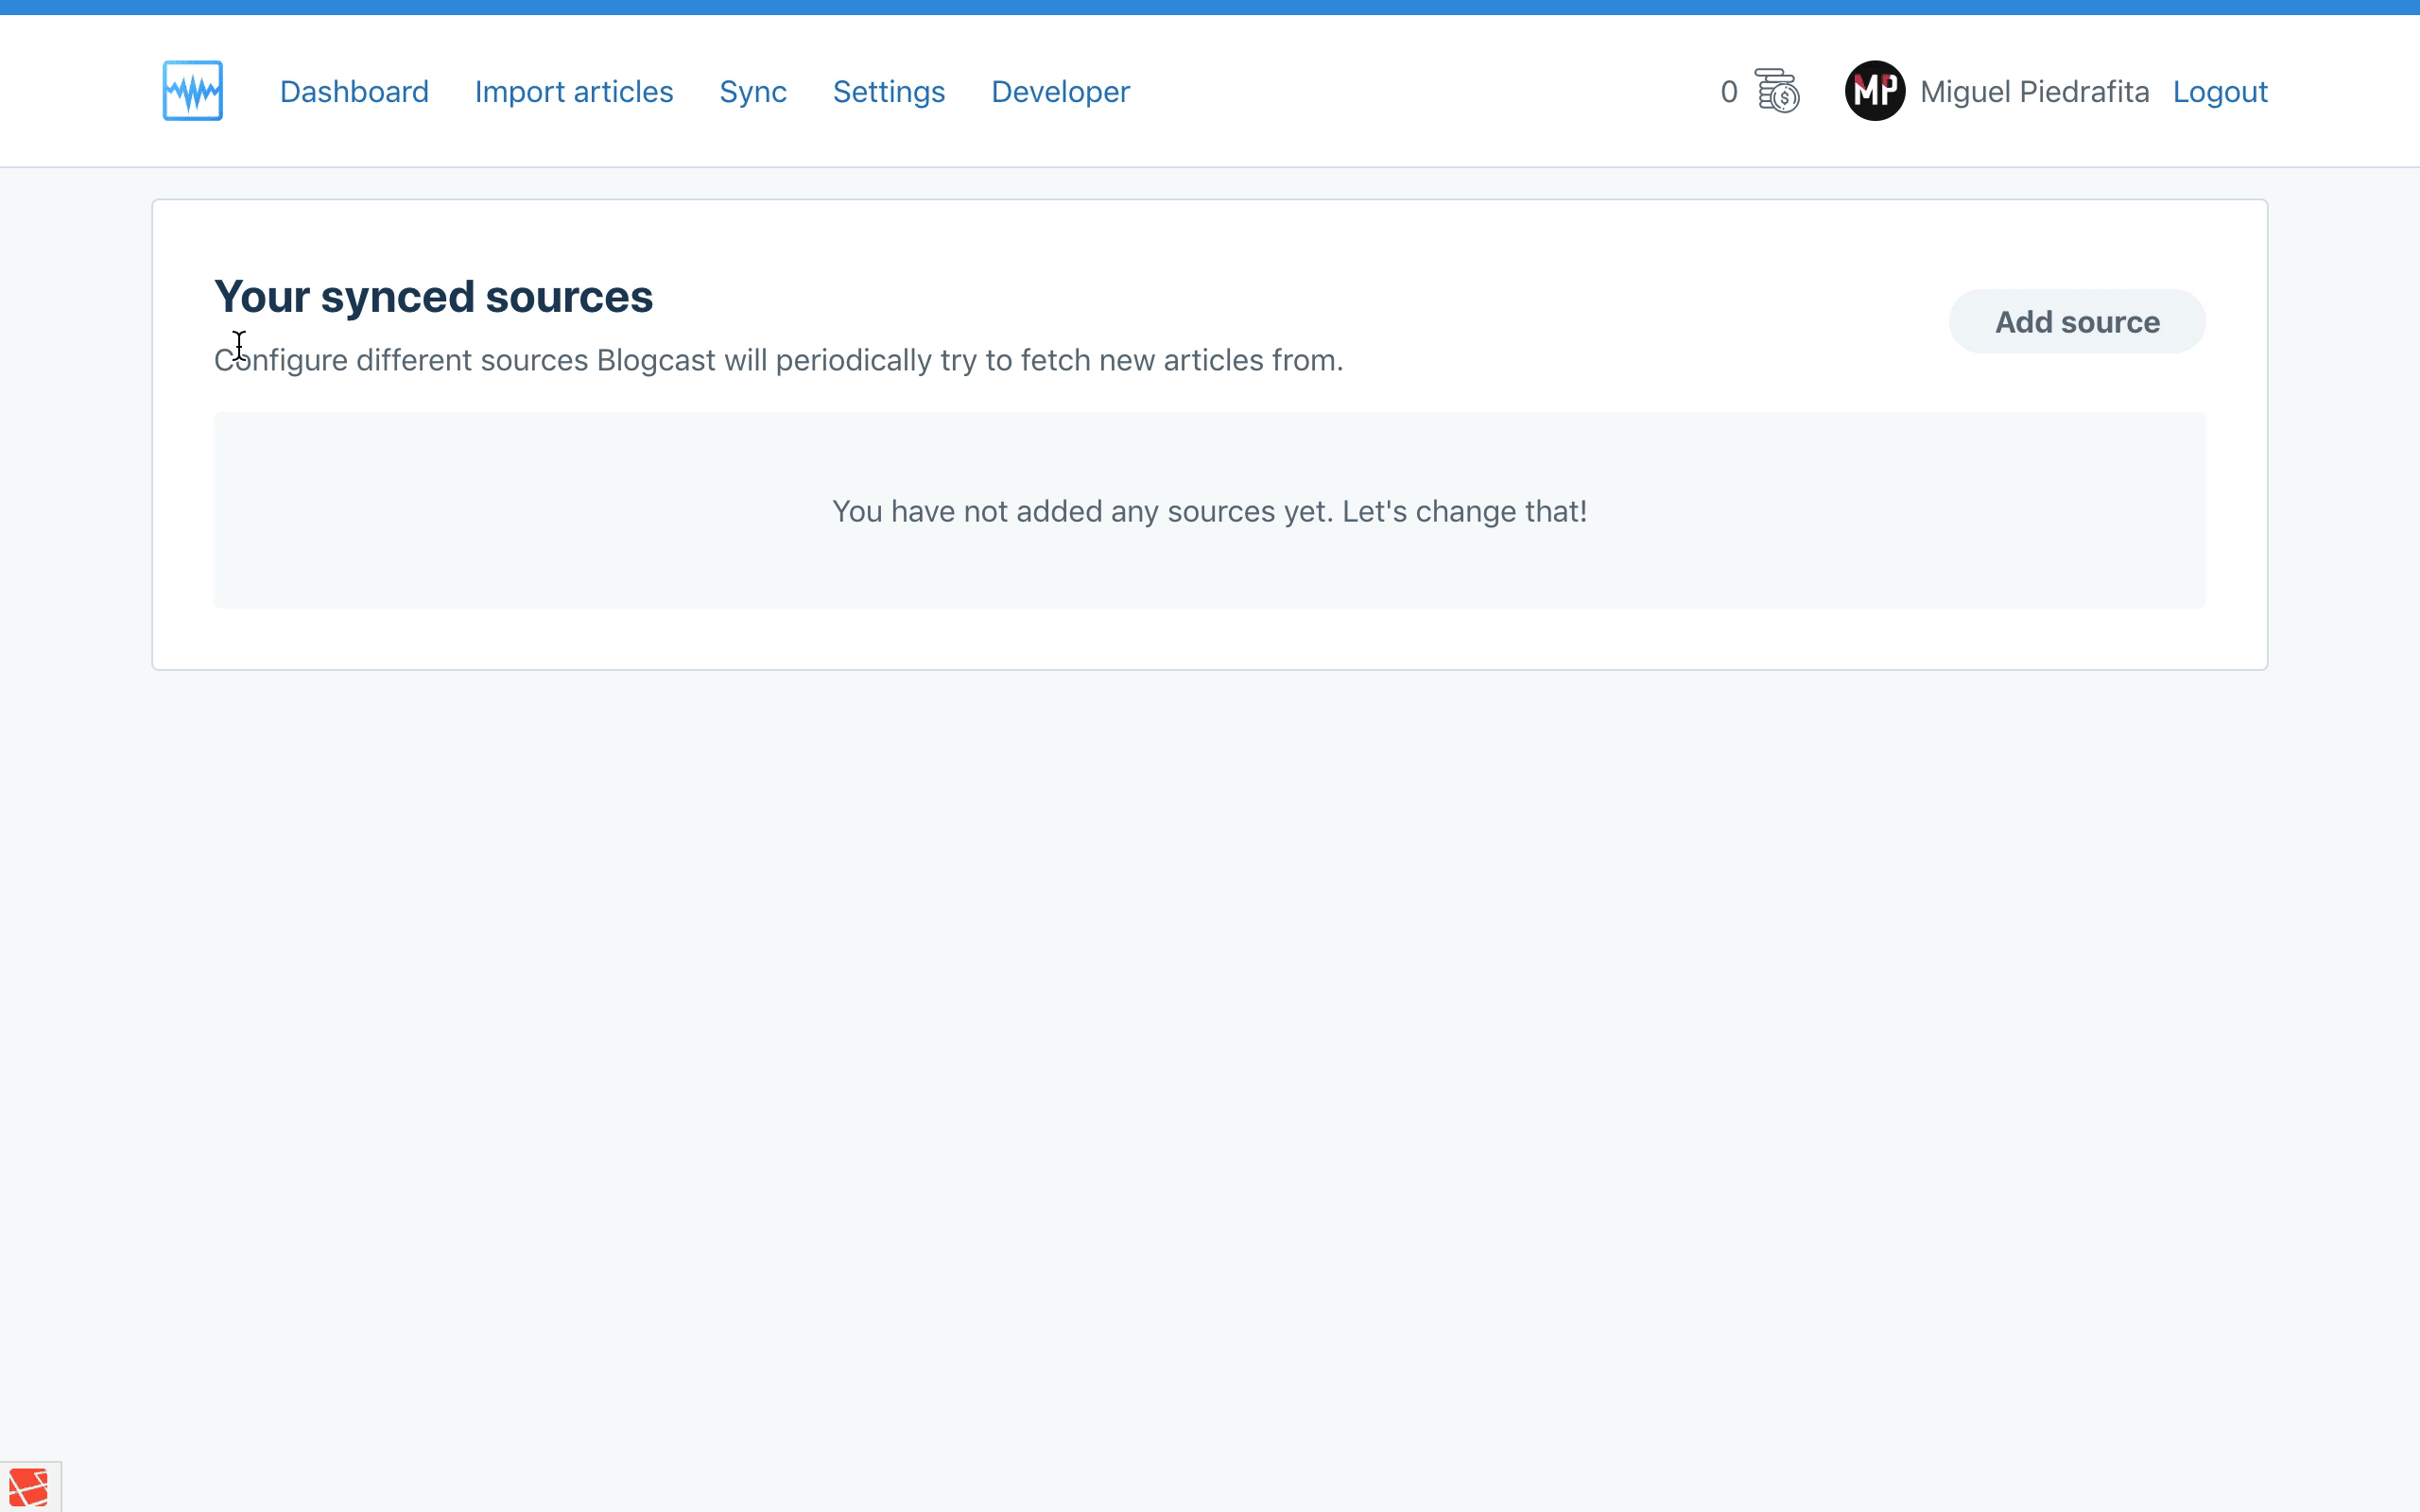 Dashboard Import articles Sync Settings Developer 0 MP Miguel Piedrafita Logout
Your synced sources
Add source
Configure different sources Blogcast will periodically try to fetch new articles from.
You have not added any sources yet. Let's change that!